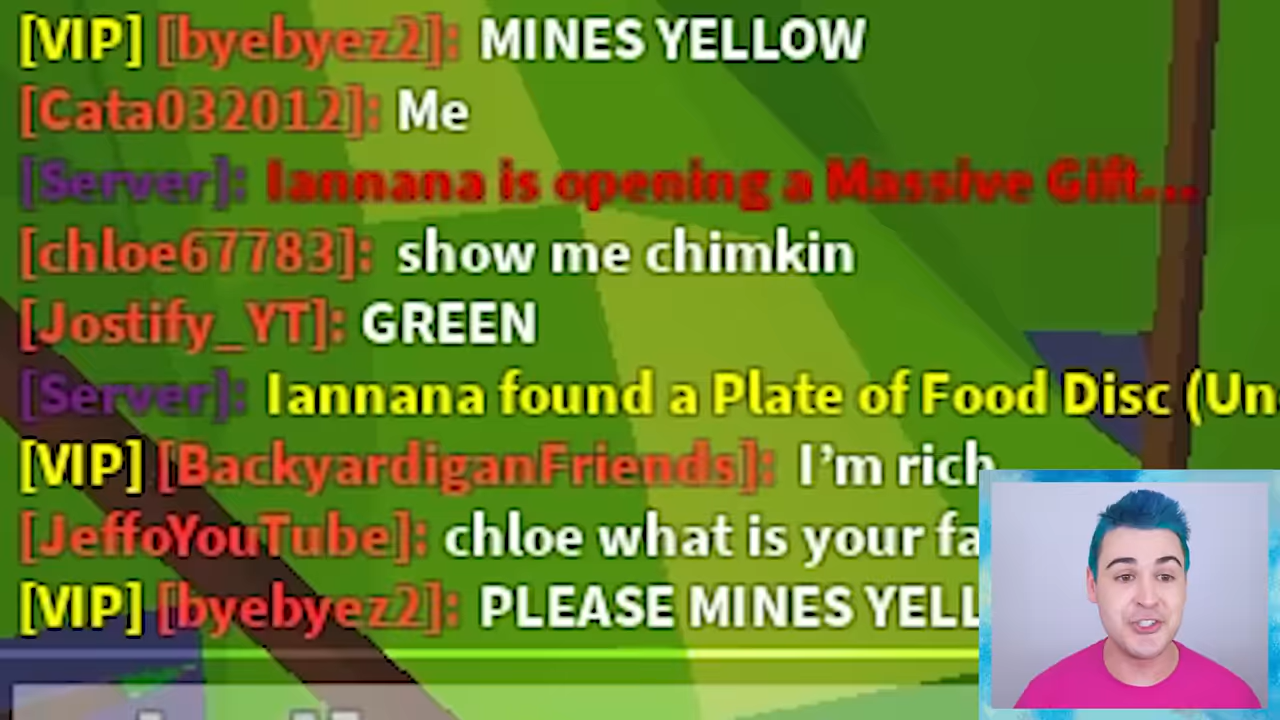 [VIP] [byebyez2]: MINES YELLOW
[Cata032012]: Me
[Server]: Iannana is opening a Massive Gift...
[chloe67783]: show me chimkin
[Jostify_YT]: GREEN
[Server]: Iannana found a Plate of Food Disc (Un
[VIP] [BackyardiganFriends]: I’m rich
[JeffoYouTube]: chloe what is your fa
[VIP] [byebyez2]: PLEASE MINES YELL